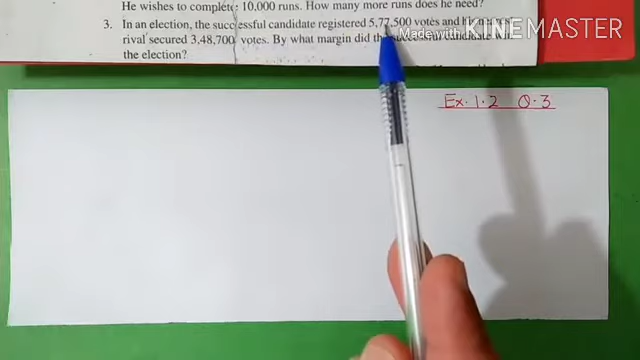 He wishes to complete 10,000 runs. How many more runs does he need?
3. In an election, the successful candidate registered 5,77,500 votes and his
Made with KINEMASTER
rival secured 3,48,700 votes. By what margin did the successful candidate
the election?
Ex. 1.2 Q.3